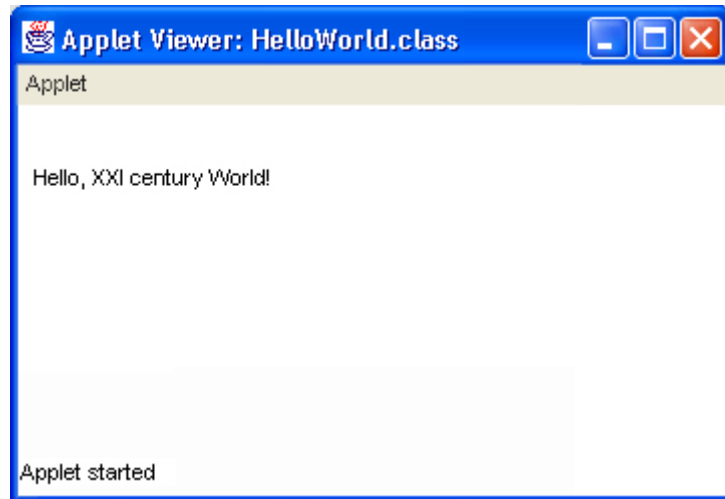 Applet Viewer: HelloWorld.class
Applet
Hello, XXI century World!
Applet started